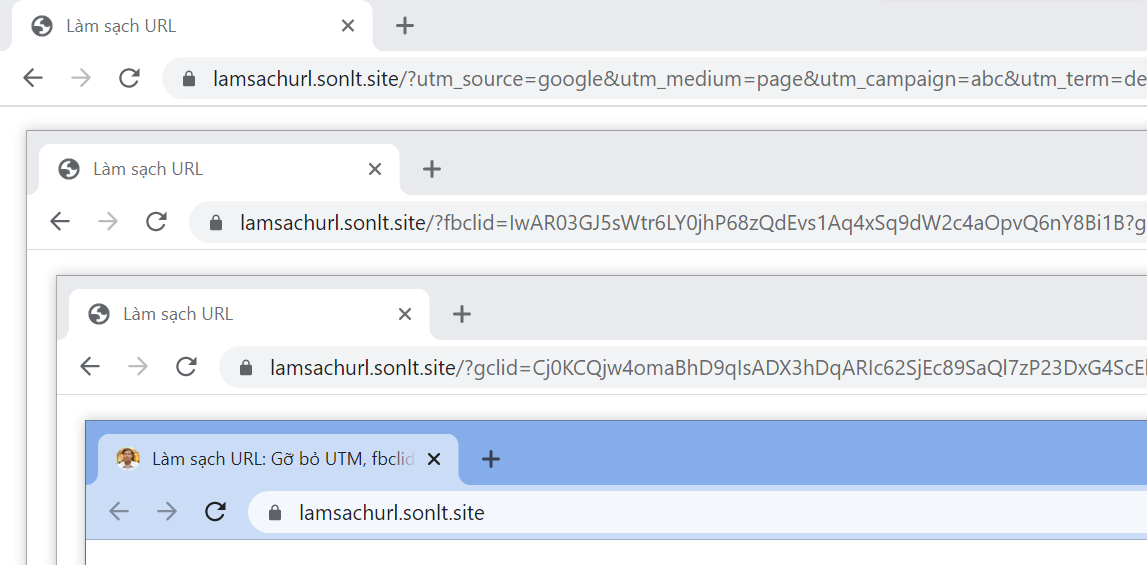 Làm sạch URL
lamsachurl.sonlt.site/?utm_source=google&utm_medium=page&utm_campaign=abc&utm_term=de
Làm sạch URL
lamsachurl.sonlt.site/?fbclid=IwAR03GJ5sWtr6LY0jhP68zQdEvs1Aq4xSq9dW2c4aOpvQ6nY8Bi1B?g
Làm sạch URL
lamsachurl.sonlt.site/?gclid=Cj0KCQjw4omaBhD9qIsADX3hDqARIc62SjEc89SaQl7zP23DxG4ScE
Làm sạch URL: Gỡ bỏ UTM, fbclid
lamsachurl.sonlt.site